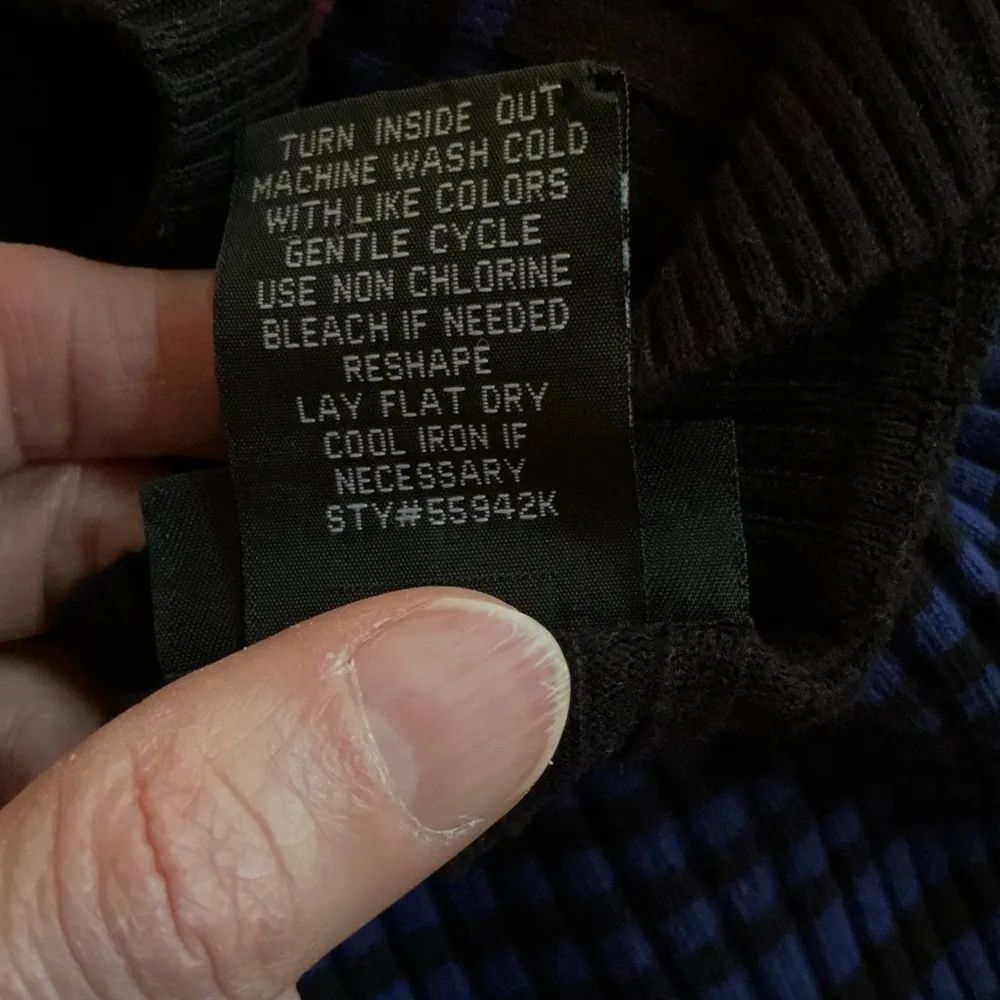 TURN INSIDE OUT
MACHINE WASH COLD
WITH LIKE COLORS
GENTLE CYCLE
USE NON CHLORINE
BLEACH IF NEEDED
RESHAPE
LAY FLAT DRY
COOL IRON IF
NECESSARY
STY#55942K